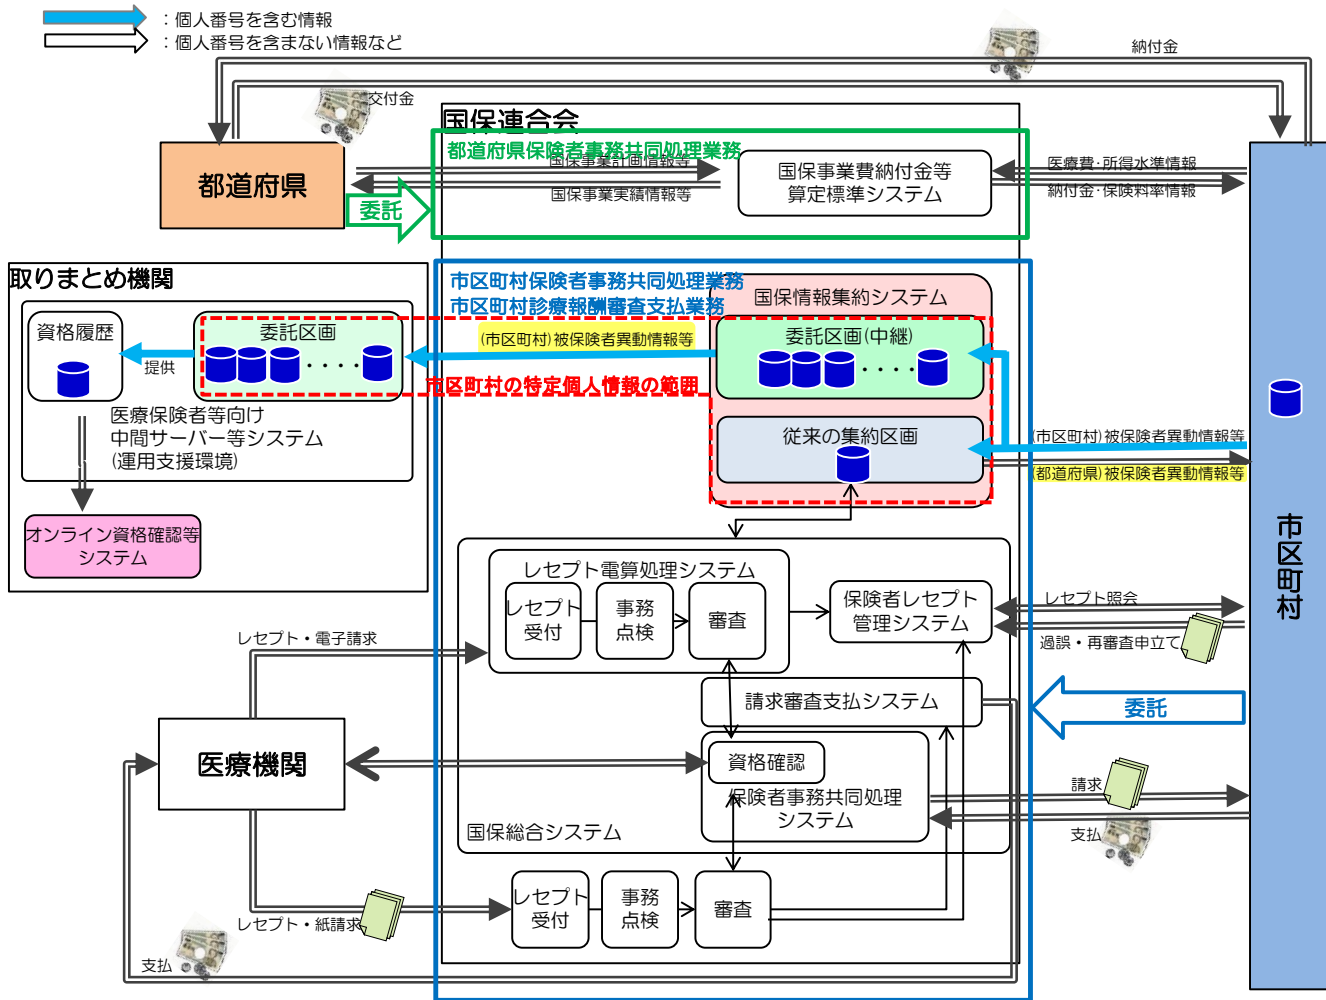 ：個人番号を含む情報
：個人番号を含まない情報など
納付金
交付金
国保連合会
都道府県保険者事務共同処理業務
国保事業計画情報等
国保事業実績情報等
都道府県
委託
国保事業費納付金等
算定標準システム
医療費・所得水準情報
納付金・保険料率情報
取りまとめ機関
市区町村保険者事務共同処理業務
市区町村診療報酬審査支払業務
国保情報集約システム
資格履歴
委託区画
・・・・
提供
(市区町村)被保険者異動情報等
委託区画(中継)
・・・・
市区町村の特定個人情報の範囲
医療保険者等向け
中間サーバー等システム
(運用支援環境)
従来の集約区画
(市区町村)被保険者異動情報等
(都道府県)被保険者異動情報等
オンライン資格確認等
システム
市区町村
レセプト電算処理システム
レセプト
受付
事務
点検
審査
保険者レセプト
管理システム
レセプト照会
過誤・再審査申立て
レセプト・電子請求
請求審査支払システム
委託
医療機関
資格確認
保険者事務共同処理
システム
請求
支払
国保総合システム
レセプト
受付
事務
点検
審査
レセプト・紙請求
支払